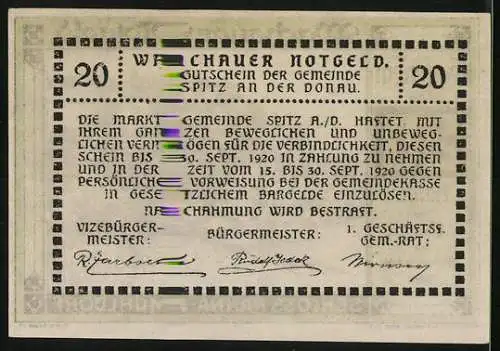 WACHAUER NOTGELD.
20 GUTSCHEIN DER GEMEINDE 20
SPITZ AN DER DONAU.
DIE MARKTGEMEINDE SPITZ A./D. HAFTET MIT
IHREM GANZEN BEWEGLICHEN UND UNBEWEG-
LICHEN VERMÖGEN FÜR DIE VERBINDLICHKEIT, DIESEN
SCHEIN BIS 30. SEPT. 1920 IN ZAHLUNG ZU NEHMEN
UND IN DER ZEIT VOM 15. BIS 30. SEPT. 1920 GEGEN
PERSÖNLICHE VORWEISUNG BEI DER GEMEINDEKASSE
IN GESETZLICHEM BARGELDE EINZULÖSEN.
NACHAHMUNG WIRD BESTRAFT.
VIZEBÜRGER- BÜRGERMEISTER: 1. GESCHÄFTSF.
MEISTER: GEM.-RAT: